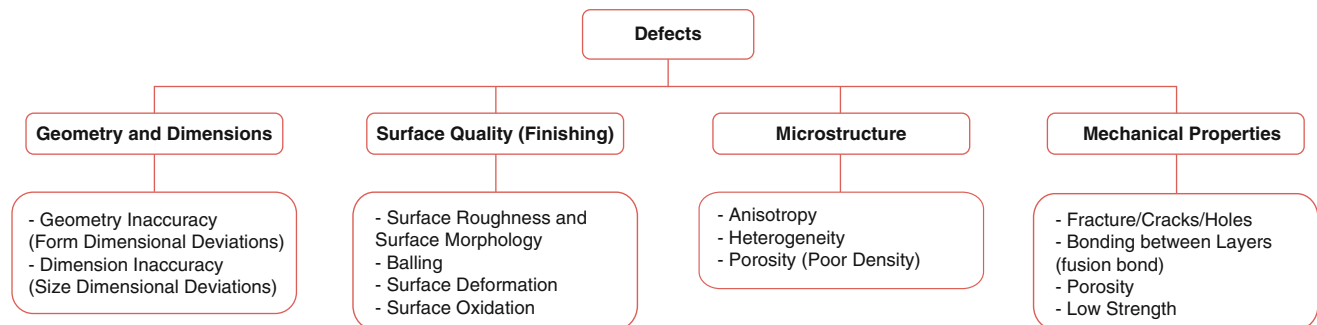 Defects
Geometry and Dimensions
Surface Quality (Finishing)
Microstructure
Mechanical Properties
- Geometry Inaccuracy
(Form Dimensional Deviations)
- Dimension Inaccuracy
(Size Dimensional Deviations)
- Surface Roughness and
Surface Morphology
- Balling
- Surface Deformation
- Surface Oxidation
- Anisotropy
- Heterogeneity
- Porosity (Poor Density)
- Fracture/Cracks/Holes
- Bonding between Layers
(fusion bond)
- Porosity
- Low Strength